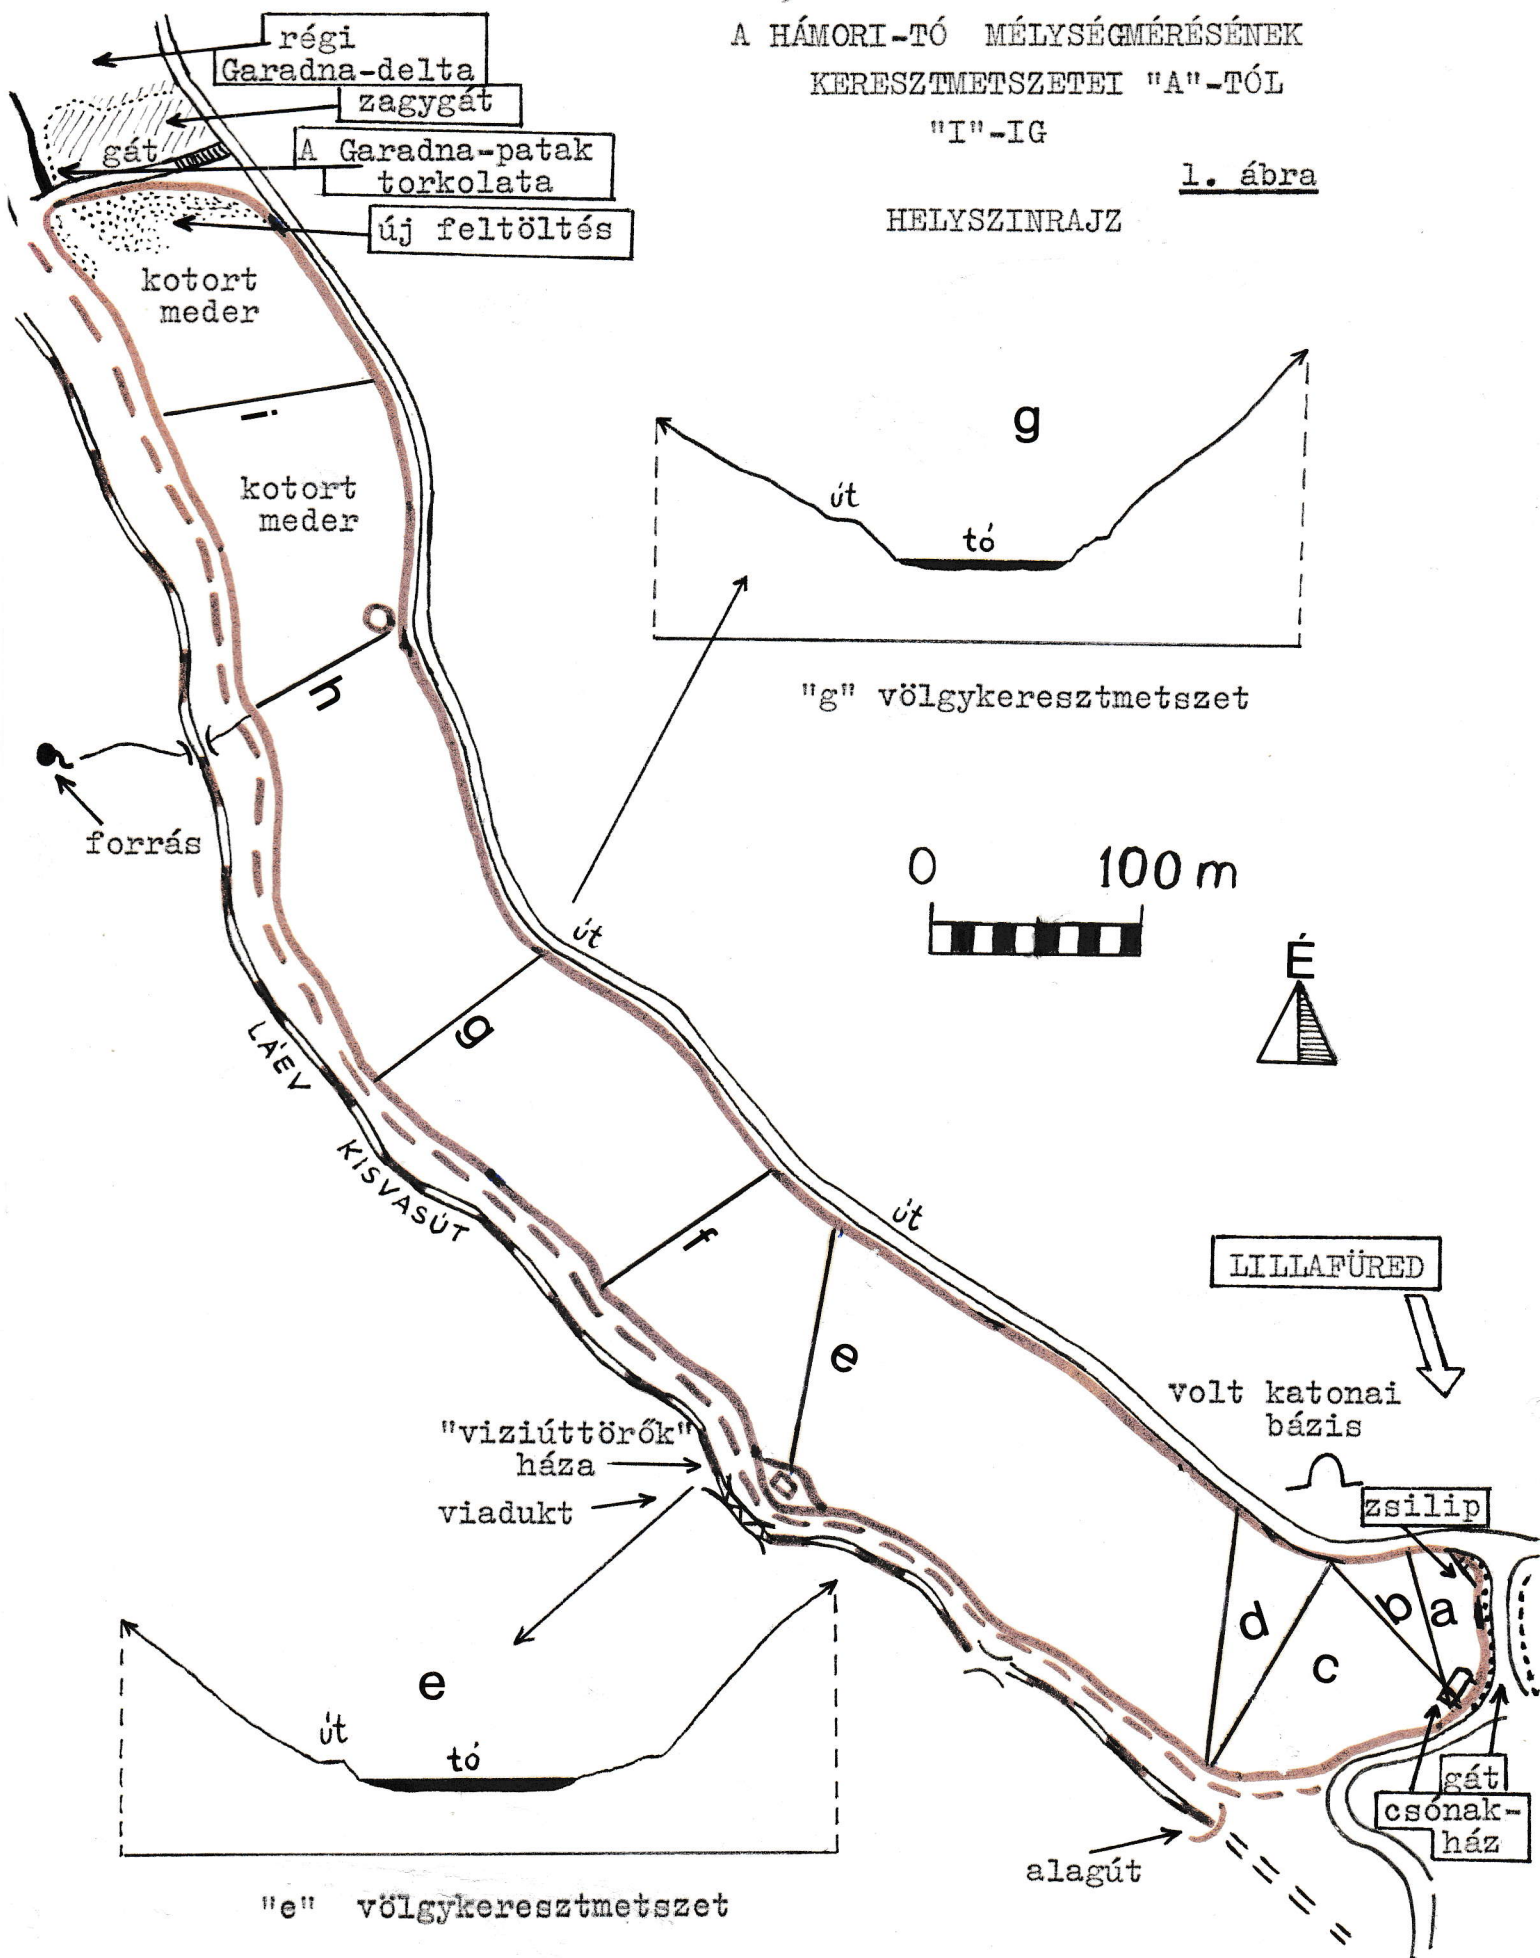 A HÁMORI-TÓ MÉLYSÉGMÉRÉSÉNEK
KERESZTMETSZETEI "A"-TÓL
"I"-IG
1. ábra
HELYSZINRAJZ
régi
Garadna-delta
zagygát
gát
A Garadna-patak
torkolata
új feltöltés
kotort
meder
i
kotort
meder
h
forrás
g
út
tó
"g" völgykeresztmetszet
0 100 m
É
út
g
LÁEV
KISVASÚT
f
út
e
LILLAFÜRED
volt katonai
bázis
zsilip
"viziúttörők"
háza
viadukt
d
c
b
a
gát
csónak-
ház
alagút
e
út
tó
"e" völgykeresztmetszet